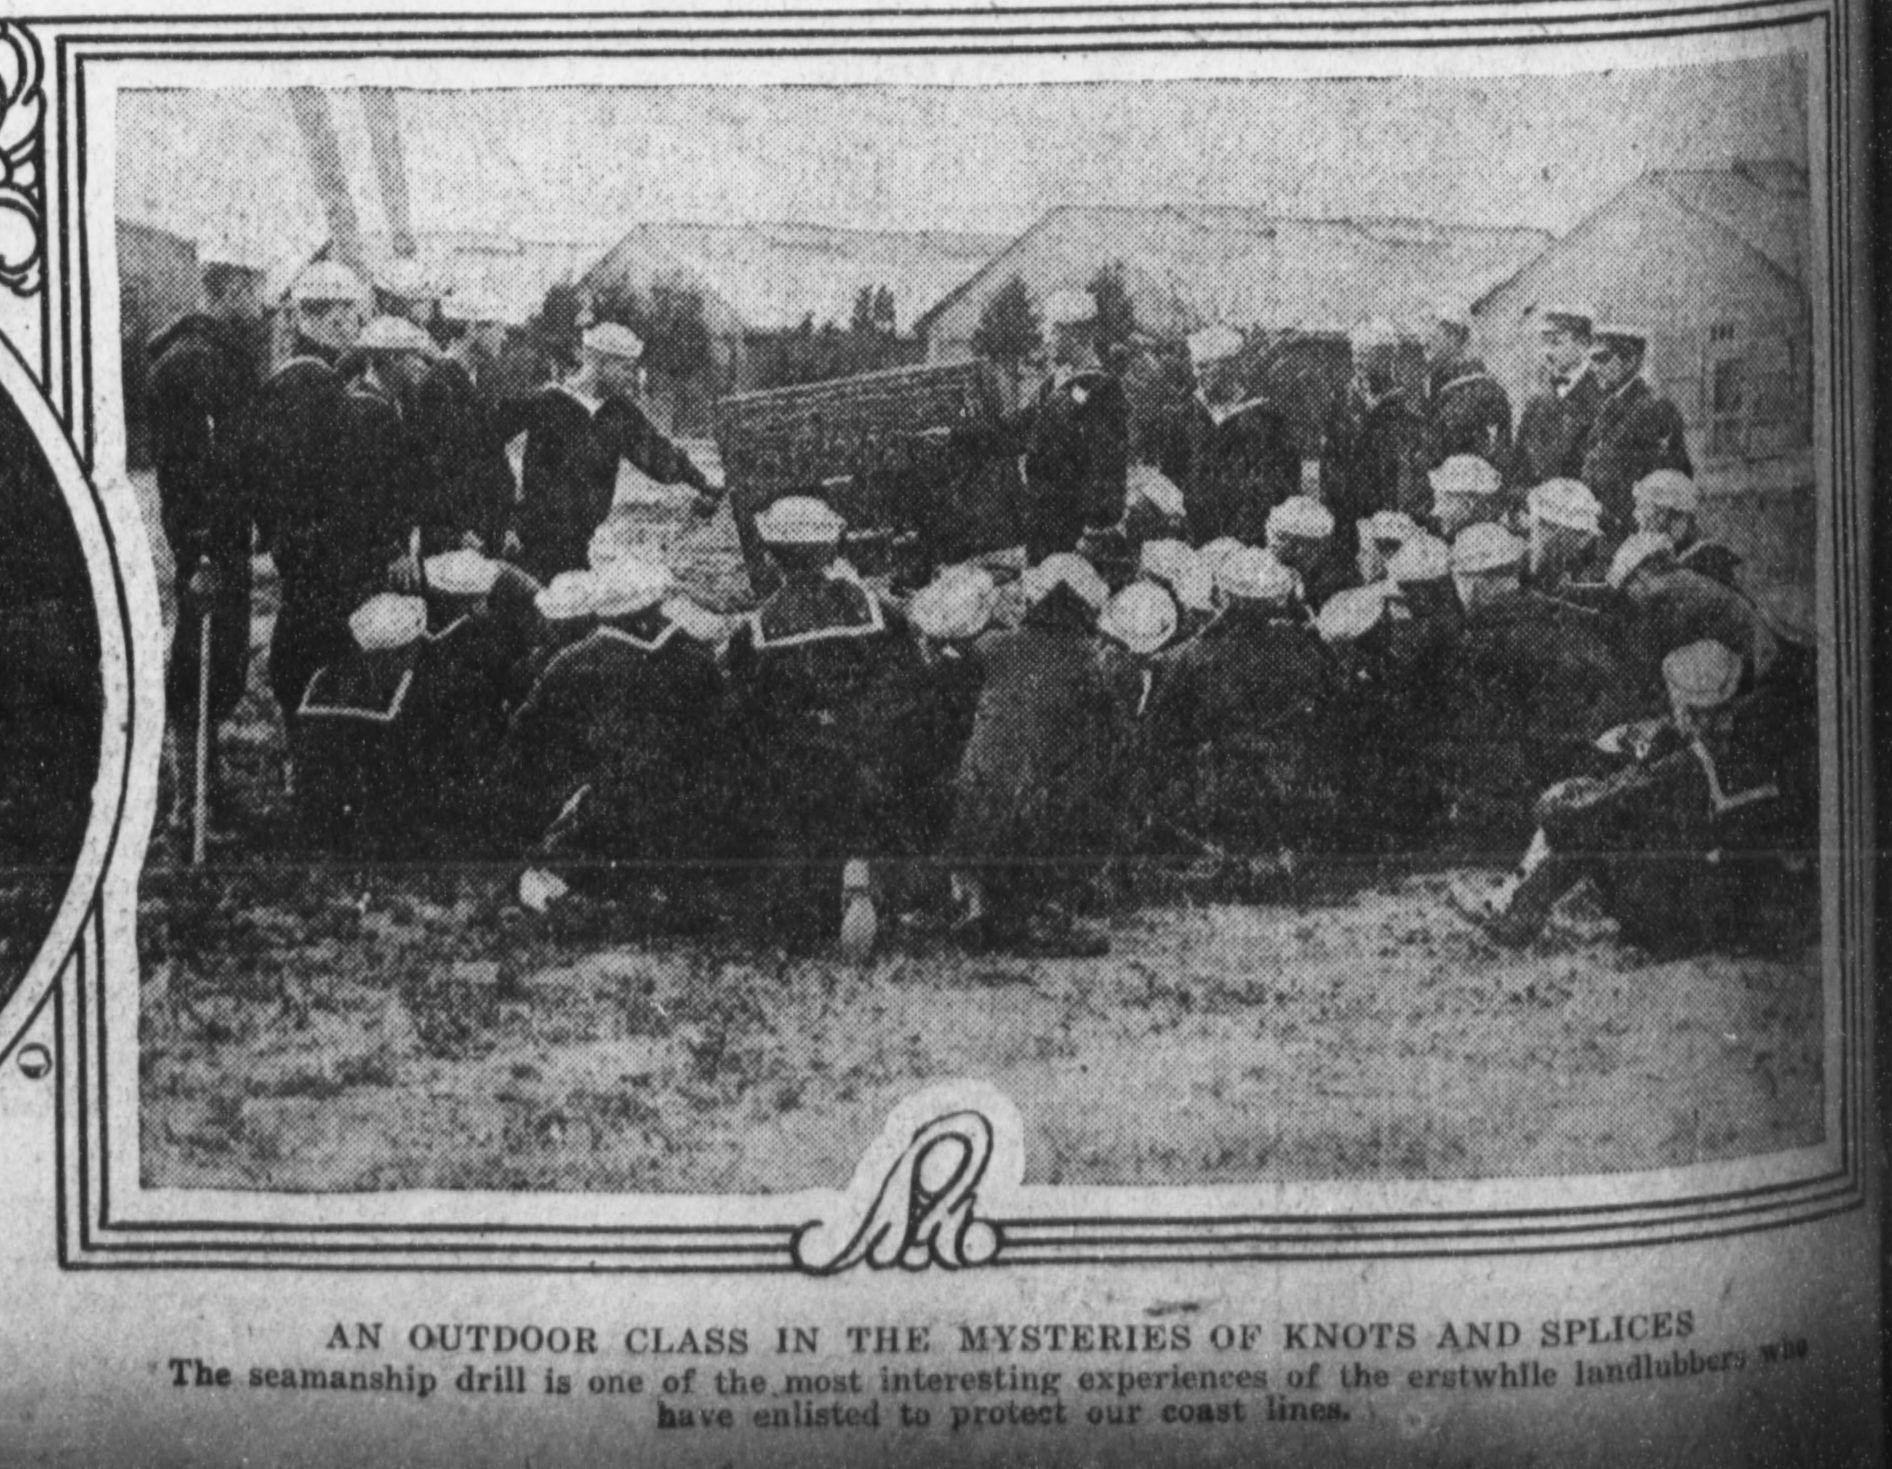 AN OUTDOOR CLASS IN THE MYSTERIES OF KNOTS AND SPLICES
The seamanship drill is one of the most interesting experiences of the erstwhile landlubbers who
have enlisted to protect our coast lines.